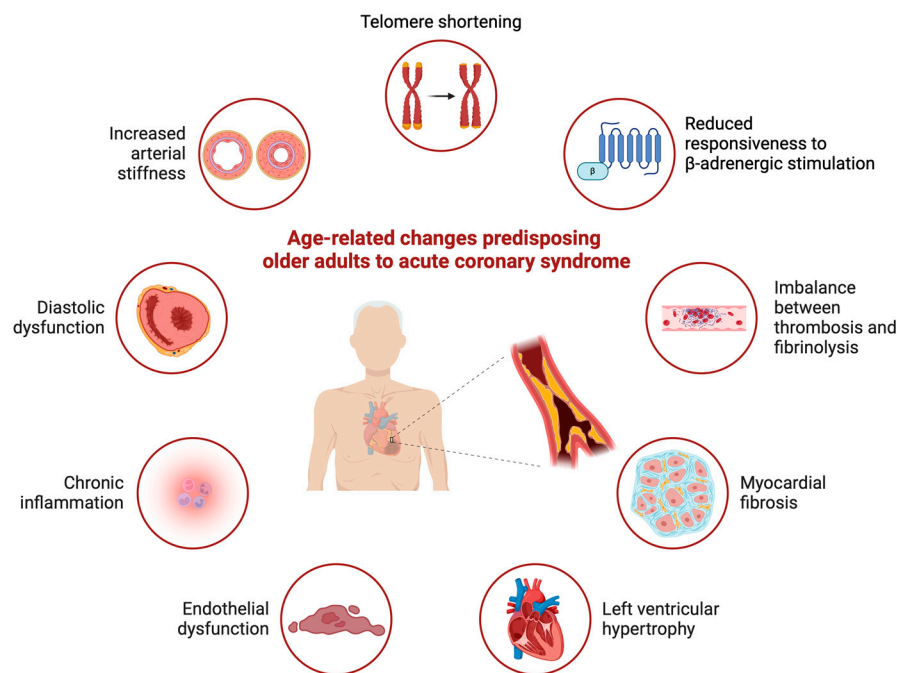 Telomere shortening
Increased
arterial
stiffness
Reduced
responsiveness to
β-adrenergic stimulation
β
Age-related changes predisposing
older adults to acute coronary syndrome
Diastolic
dysfunction
Imbalance
between
thrombosis and
fibrinolysis
Chronic
inflammation
Myocardial
fibrosis
Endothelial
dysfunction
Left ventricular
hypertrophy